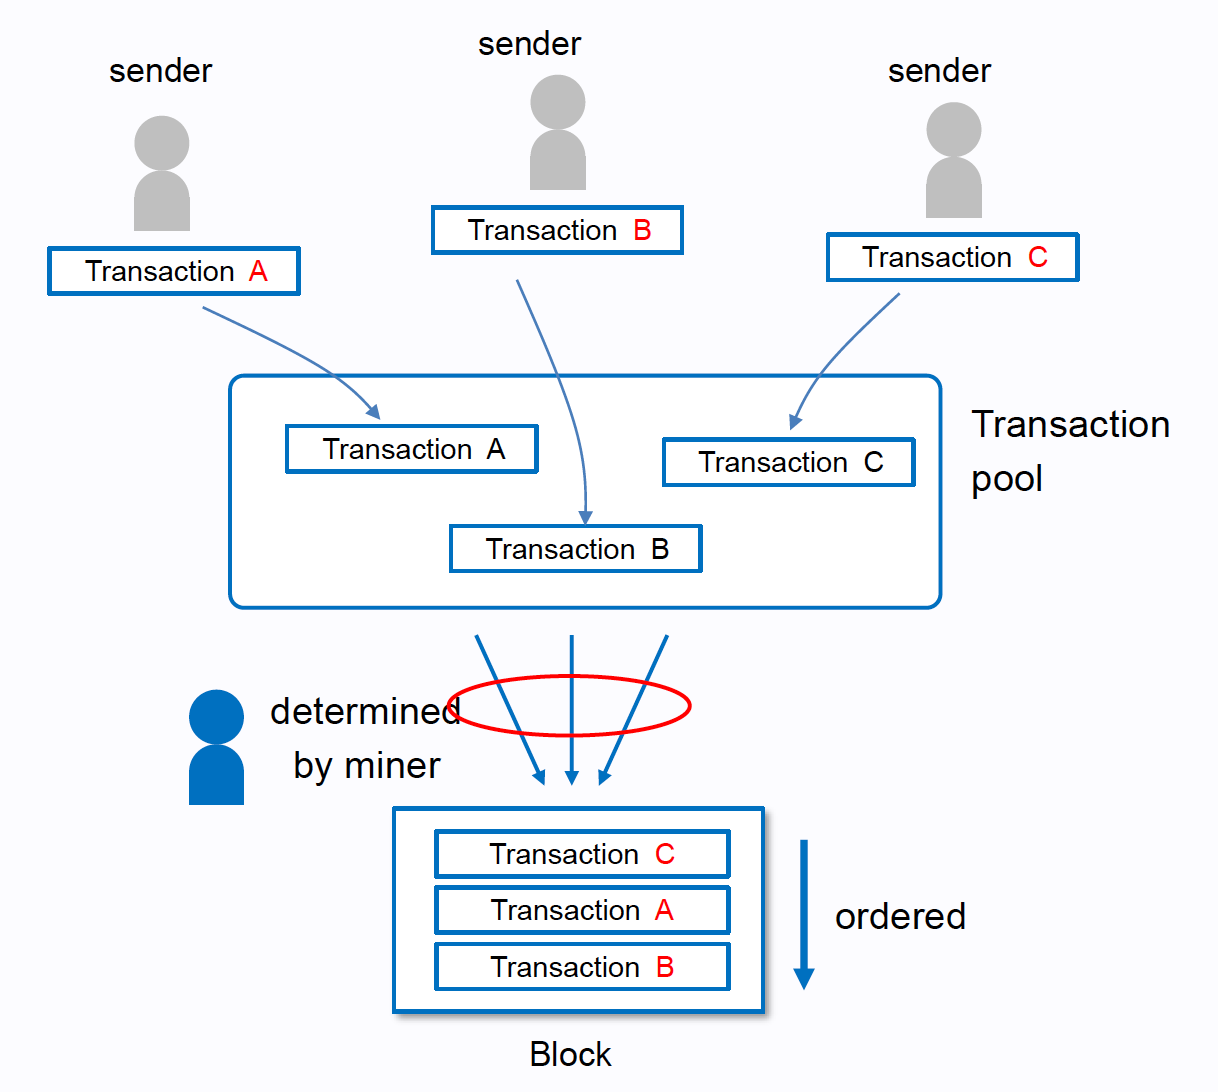 sender
sender
sender
Transaction A
Transaction B
Transaction C
Transaction A
Transaction C
Transaction B
Transaction
pool
determined
by miner
Transaction C
Transaction A
Transaction B
ordered
Block